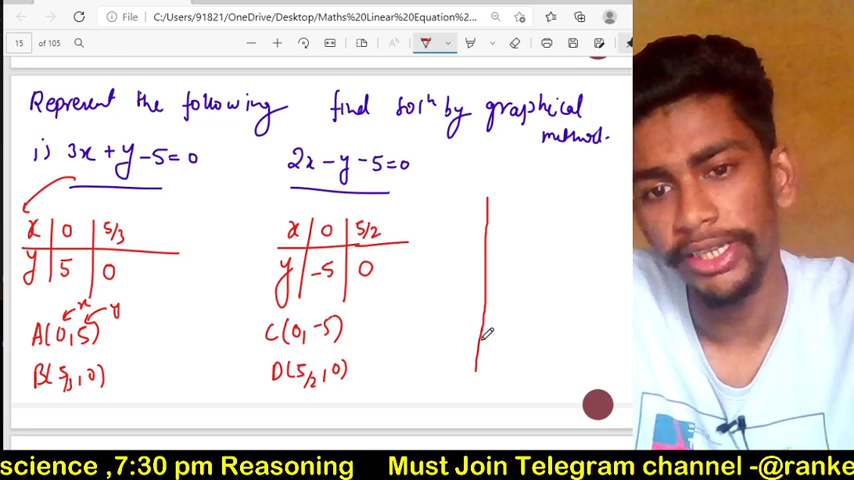 File C:/Users/91821/OneDrive/Desktop/Maths%20Linear%20Equation%2...
15 of 105
Represent the following find soln by graphical
method.
i) 3x + y - 5 = 0 2x - y - 5 = 0
x 0 5/3 x 0 5/2
y 5 0 y -5 0
x y
A(0, 5) C(0, -5)
B(5/3, 0) D(5/2, 0)
science ,7:30 pm Reasoning Must Join Telegram channel -@ranke